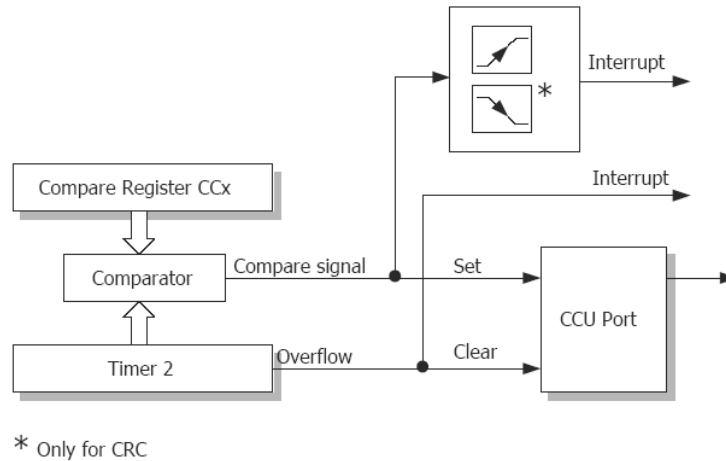 Interrupt
*
Compare Register CCx
Interrupt
Comparator
Compare signal
Set
CCU Port
Timer 2
Overflow
Clear
* Only for CRC